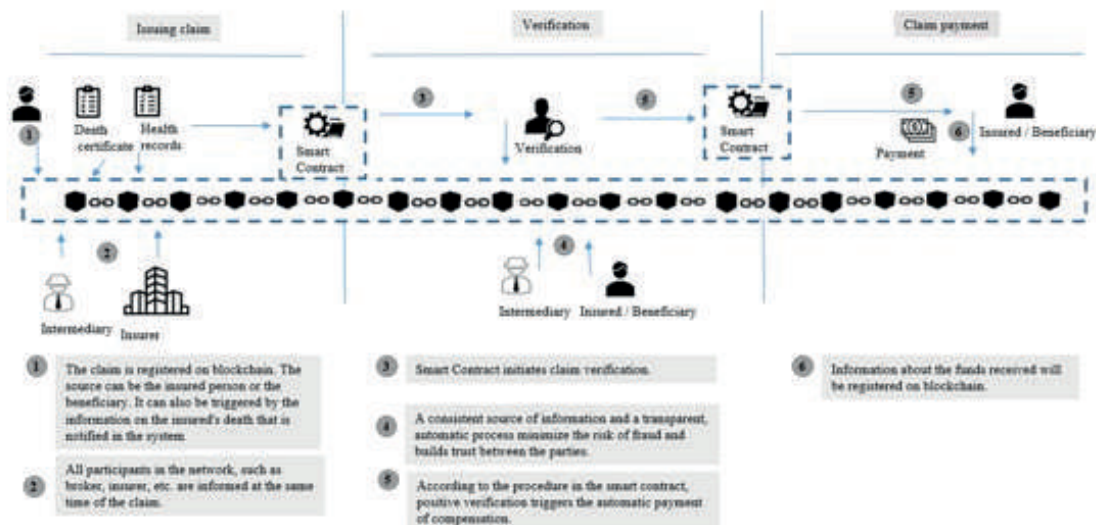 Issuing claim
Verification
Claim payment
1
Death
certificate
Health
records
Smart
Contract
3
Verification
5
Smart
Contract
5
Payment
6
Insured / Beneficiary
2
Intermediary
Insurer
4
Intermediary
Insured / Beneficiary
1
The claim is registered on blockchain. The
source can be the insured person or the
beneficiary. It can also be triggered by the
information on the insured's death that is
notified in the system
2
All participants in the network, such as
broker, insurer, etc. are informed at the same
time of the claim.
3
Smart Contract initiates claim verification.
4
A consistent source of information and a transparent,
automatic process minimize the risk of fraud and
builds trust between the parties.
5
According to the procedure in the smart contract,
positive verification triggers the automatic payment
of compensation.
6
Information about the funds received will
be registered on blockchain.